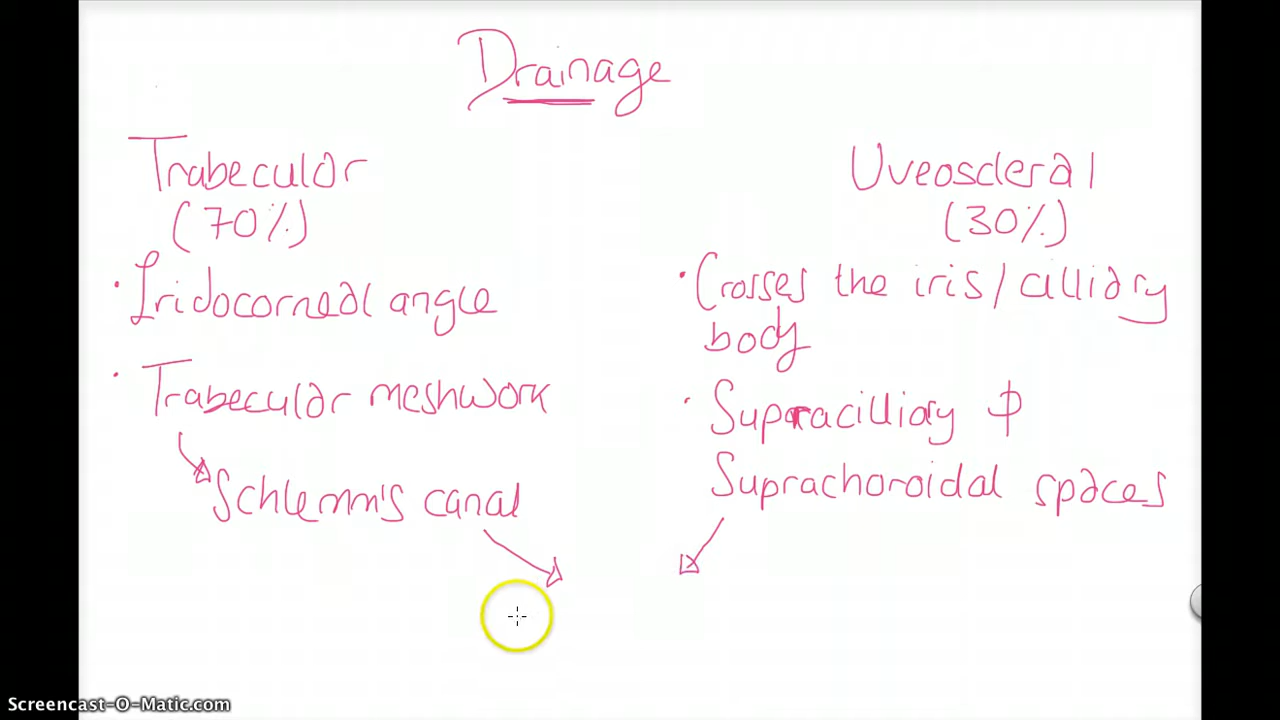 Drainage
Trabecular
(70%)
• Iridocorneal angle
• Trabecular meshwork
Schlemm's canal
Uveoscleral
(30%)
• Crosses the iris/cilliary
body
• Supracilliary &
Suprachoroidal spaces
Screencast-O-Matic.com